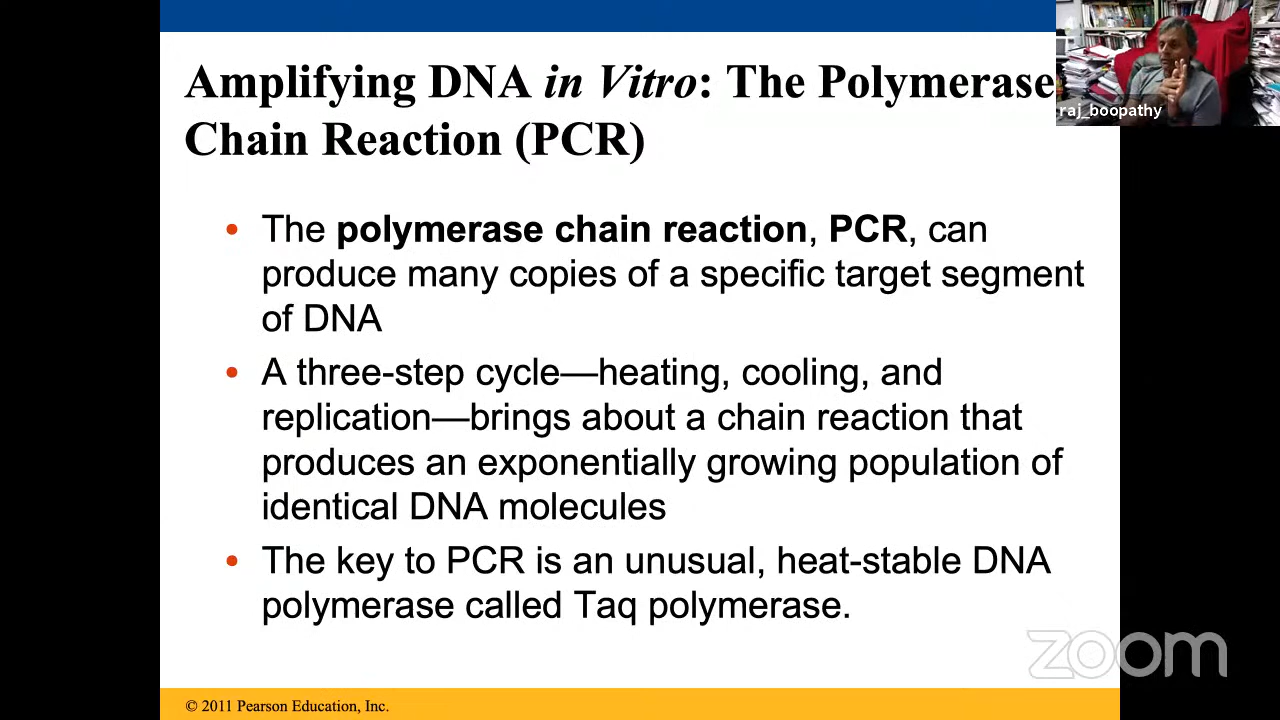 Amplifying DNA in Vitro: The Polymerase
Chain Reaction (PCR)
raj_boopathy
• The polymerase chain reaction, PCR, can
produce many copies of a specific target segment
of DNA
• A three-step cycle—heating, cooling, and
replication—brings about a chain reaction that
produces an exponentially growing population of
identical DNA molecules
• The key to PCR is an unusual, heat-stable DNA
polymerase called Taq polymerase.
zoom
© 2011 Pearson Education, Inc.